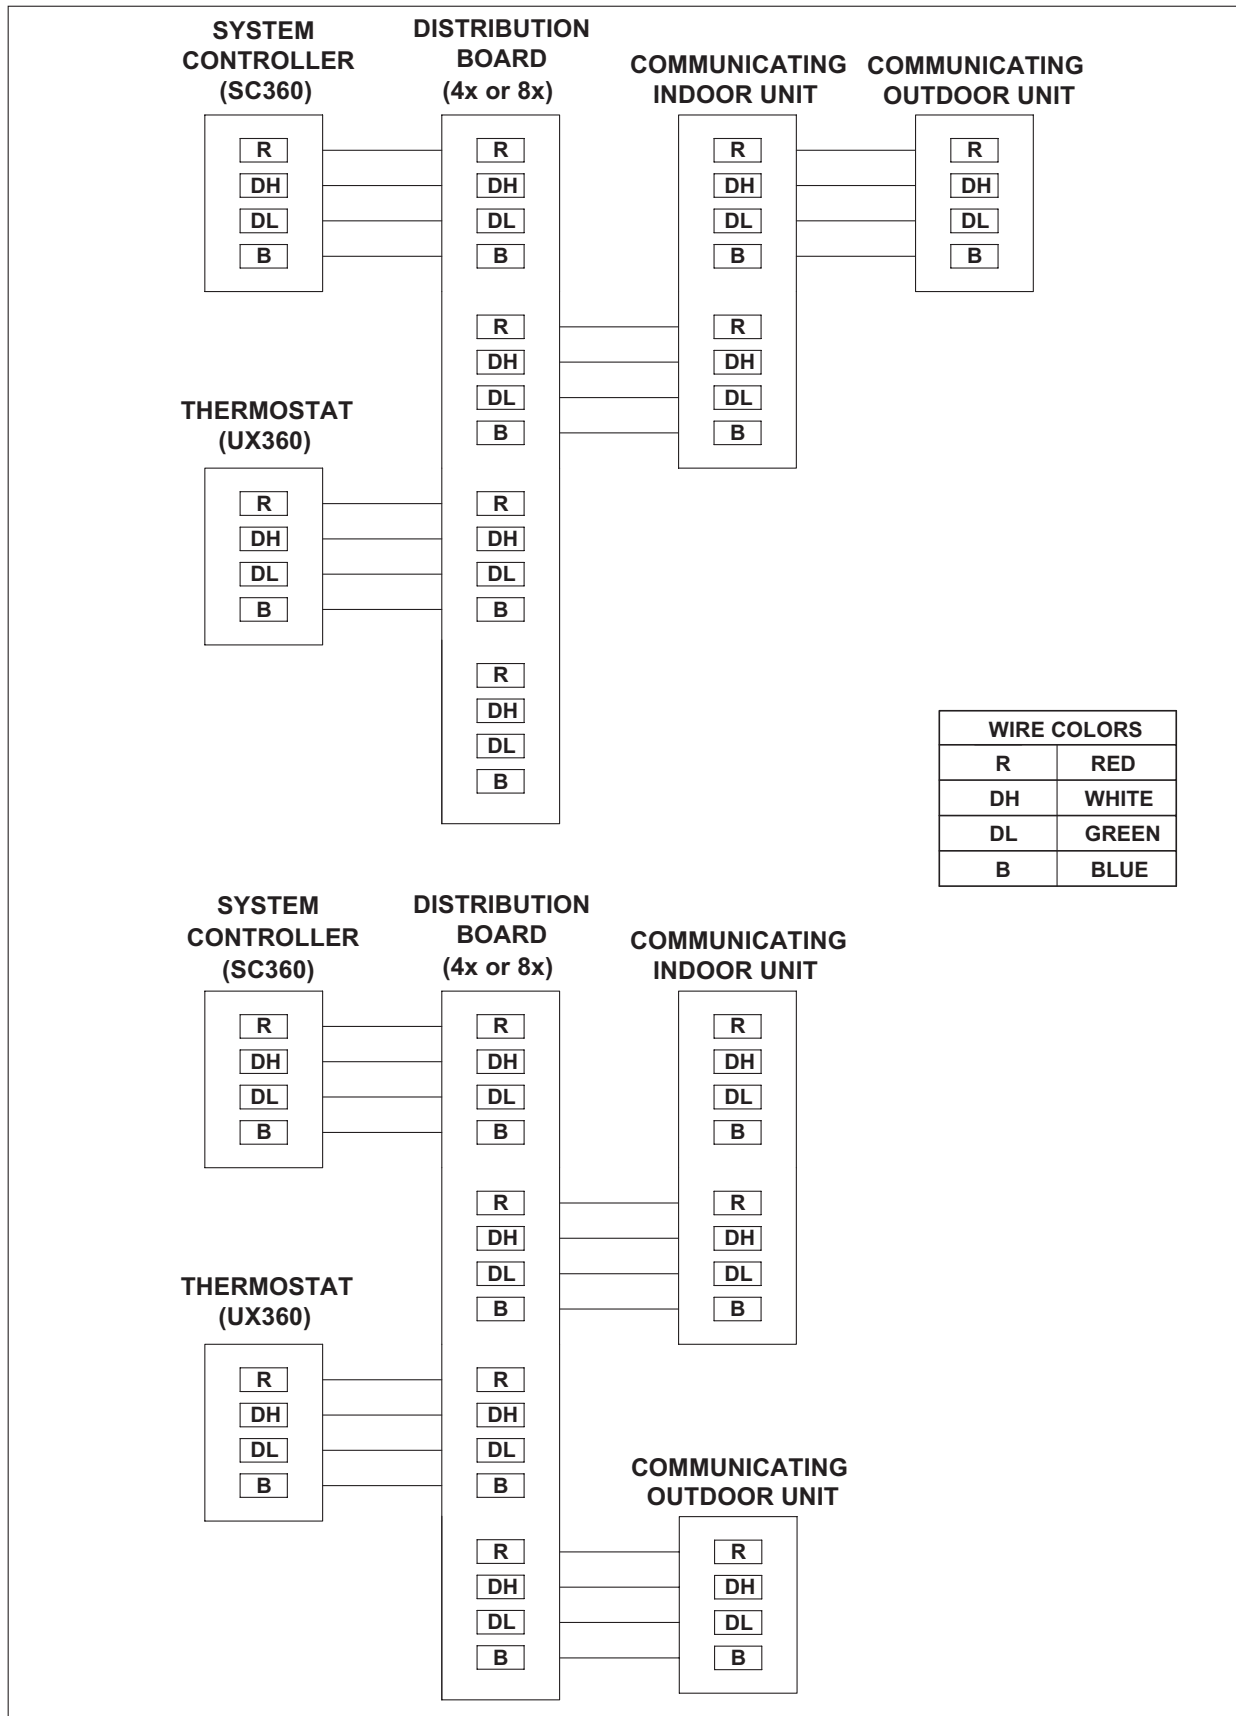 SYSTEM
CONTROLLER
(SC360)
DISTRIBUTION
BOARD
(4x or 8x)
COMMUNICATING
INDOOR UNIT
COMMUNICATING
OUTDOOR UNIT
R
DH
DL
B
R
DH
DL
B
R
DH
DL
B
R
DH
DL
B
R
DH
DL
B
R
DH
DL
B
THERMOSTAT
(UX360)
R
DH
DL
B
R
DH
DL
B
R
DH
DL
B
WIRE COLORS
R RED
DH WHITE
DL GREEN
B BLUE
SYSTEM
CONTROLLER
(SC360)
DISTRIBUTION
BOARD
(4x or 8x)
COMMUNICATING
INDOOR UNIT
R
DH
DL
B
R
DH
DL
B
R
DH
DL
B
R
DH
DL
B
R
DH
DL
B
THERMOSTAT
(UX360)
R
DH
DL
B
R
DH
DL
B
COMMUNICATING
OUTDOOR UNIT
R
DH
DL
B
R
DH
DL
B